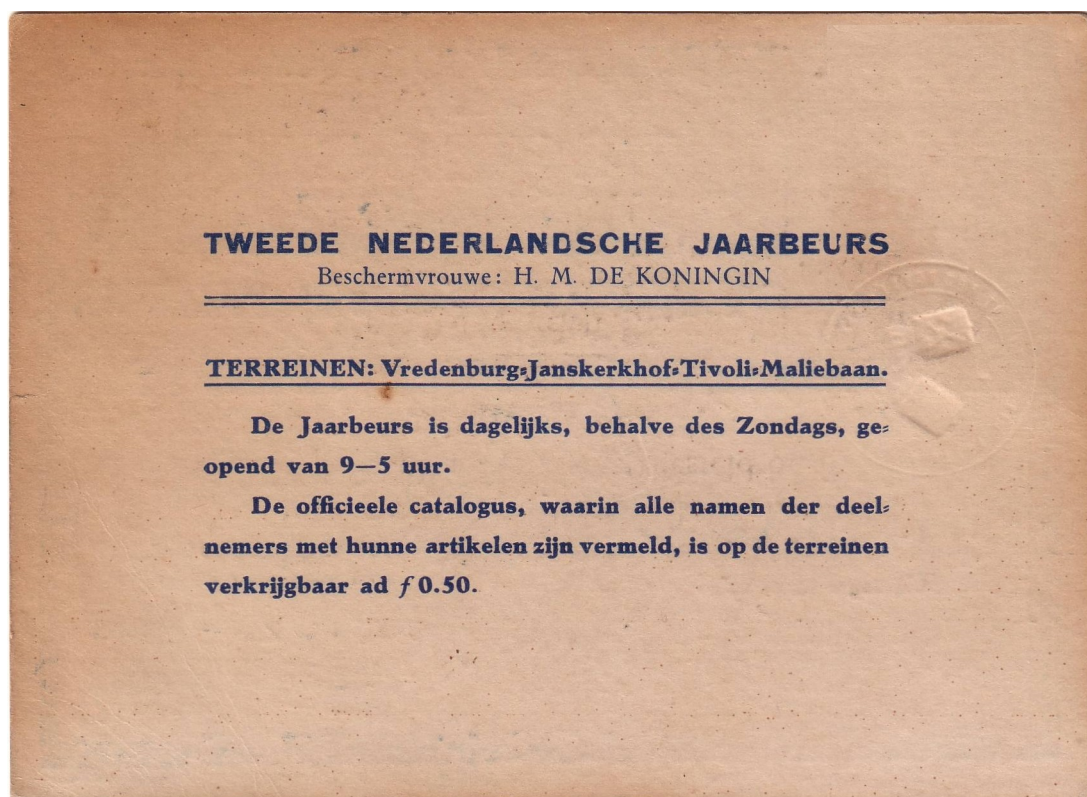 TWEEDE NEDERLANDSCHE JAARBEURS
Beschermvrouwe: H. M. DE KONINGIN
TERREINEN: Vredenburg-Janskerkhof-Tivoli-Maliebaan.
De Jaarbeurs is dagelijks, behalve des Zondags, ge-
opend van 9—5 uur.
De officieele catalogus, waarin alle namen der deel-
nemers met hunne artikelen zijn vermeld, is op de terreinen
verkrijgbaar ad ƒ 0.50.